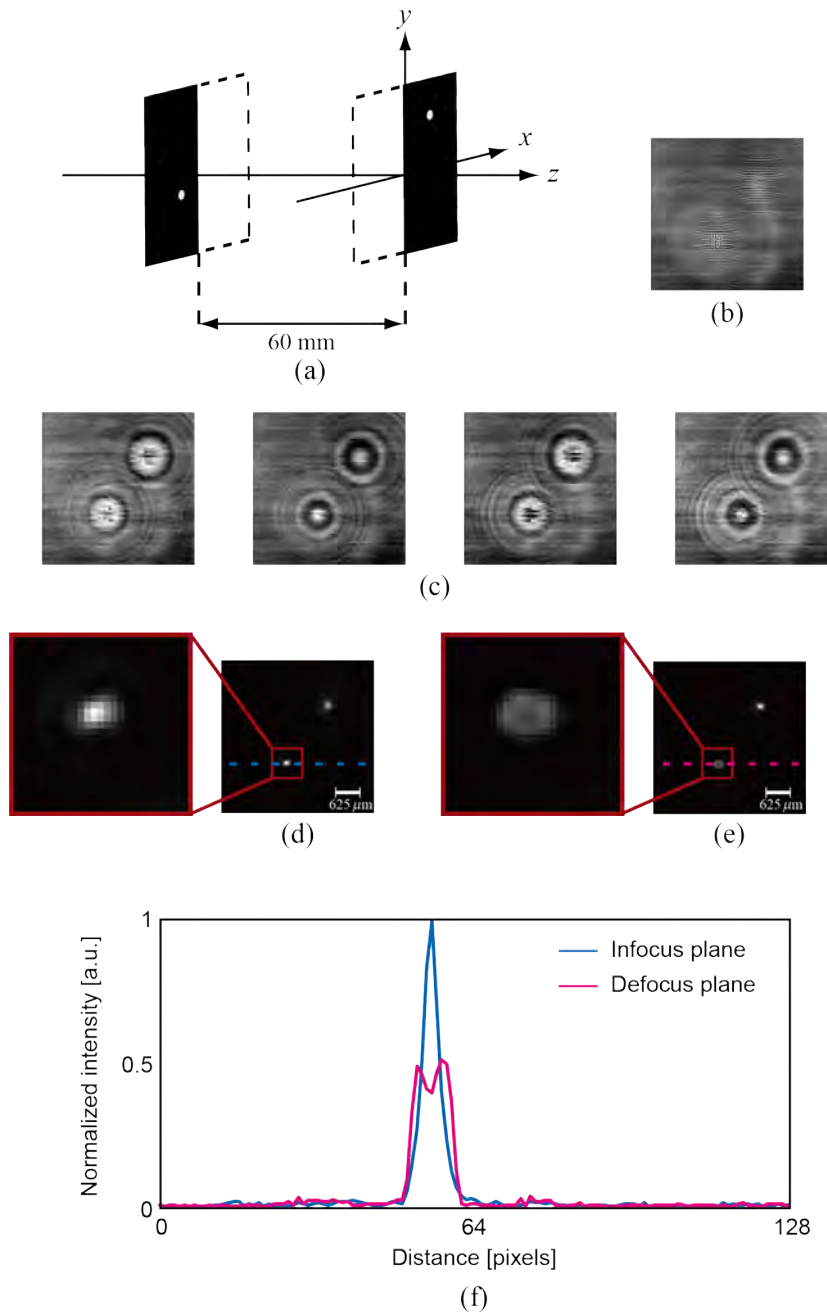 y
x
z
60 mm
(a)
(b)
(c)
625 μm
(d)
625 μm
(e)
1
0.5
0
Normalized intensity [a.u.]
Infocus plane
Defocus plane
0
64
128
Distance [pixels]
(f)